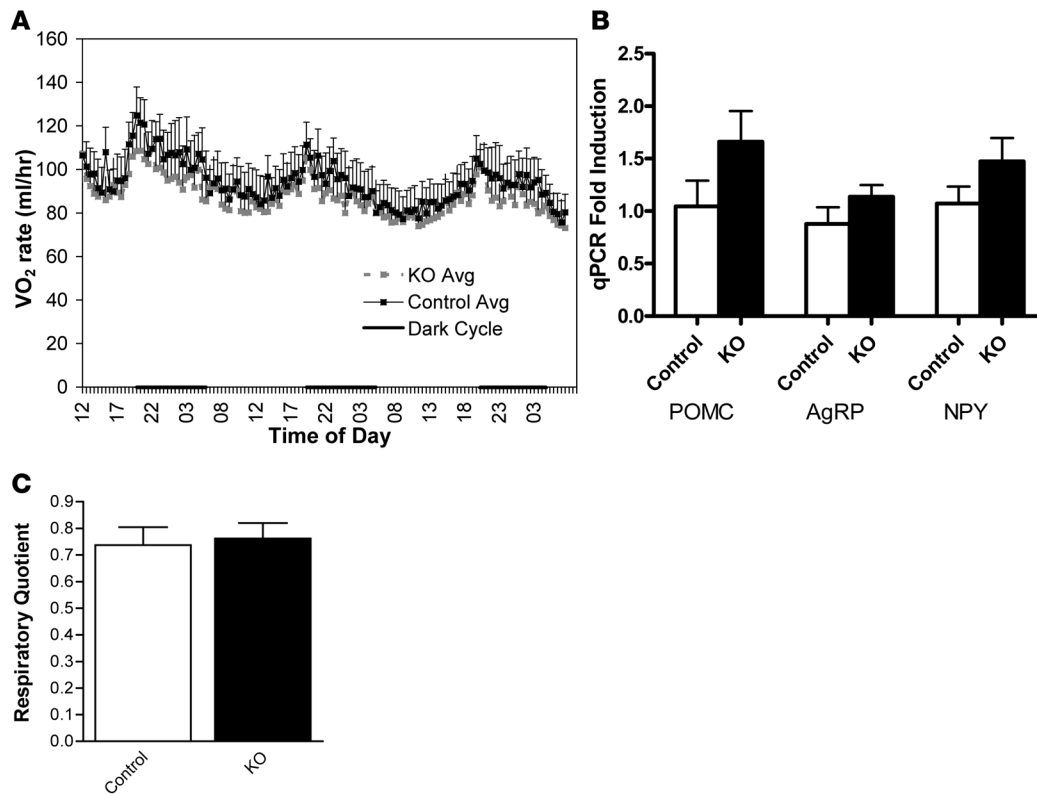 A
160
140
120
100
80
60
40
20
0
VO2 rate (ml/hr)
KO Avg
Control Avg
Dark Cycle
12 17 22 03 08 12 17 22 03 08 13 18 23 03
Time of Day
B
2.5
2.0
1.5
1.0
0.5
0.0
qPCR Fold Induction
Control KO Control KO Control KO
POMC AgRP NPY
C
0.9
0.8
0.7
0.6
0.5
0.4
0.3
0.2
0.1
0.0
Respiratory Quotient
Control KO